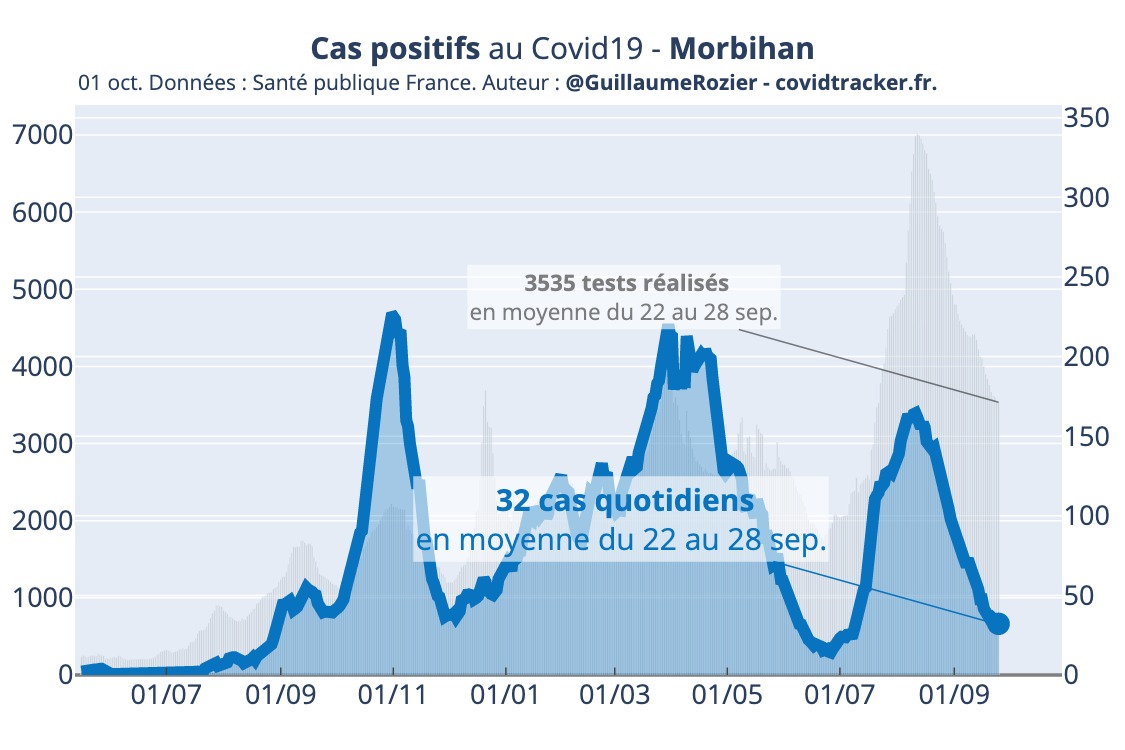 Cas positifs au Covid19 - Morbihan
01 oct. Données : Santé publique France. Auteur : @GuillaumeRozier - covidtracker.fr.
7000
6000
5000
4000
3000
2000
1000
0
350
300
250
200
150
100
50
0
3535 tests réalisés
en moyenne du 22 au 28 sep.
32 cas quotidiens
en moyenne du 22 au 28 sep.
01/07 01/09 01/11 01/01 01/03 01/05 01/07 01/09